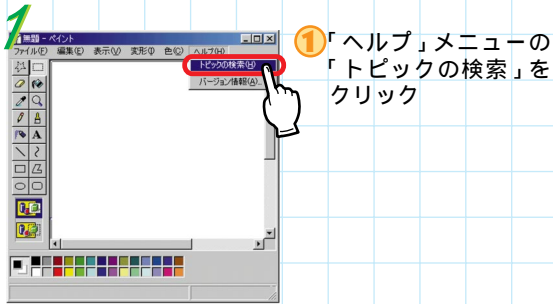 1
無題 - ペイント
ファイル(F) 編集(E) 表示(V) 変形(I) 色(C) ヘルプ(H)
トピックの検索(H)
バージョン情報(A)...
A
①「ヘルプ」メニューの
「トピックの検索」を
クリック